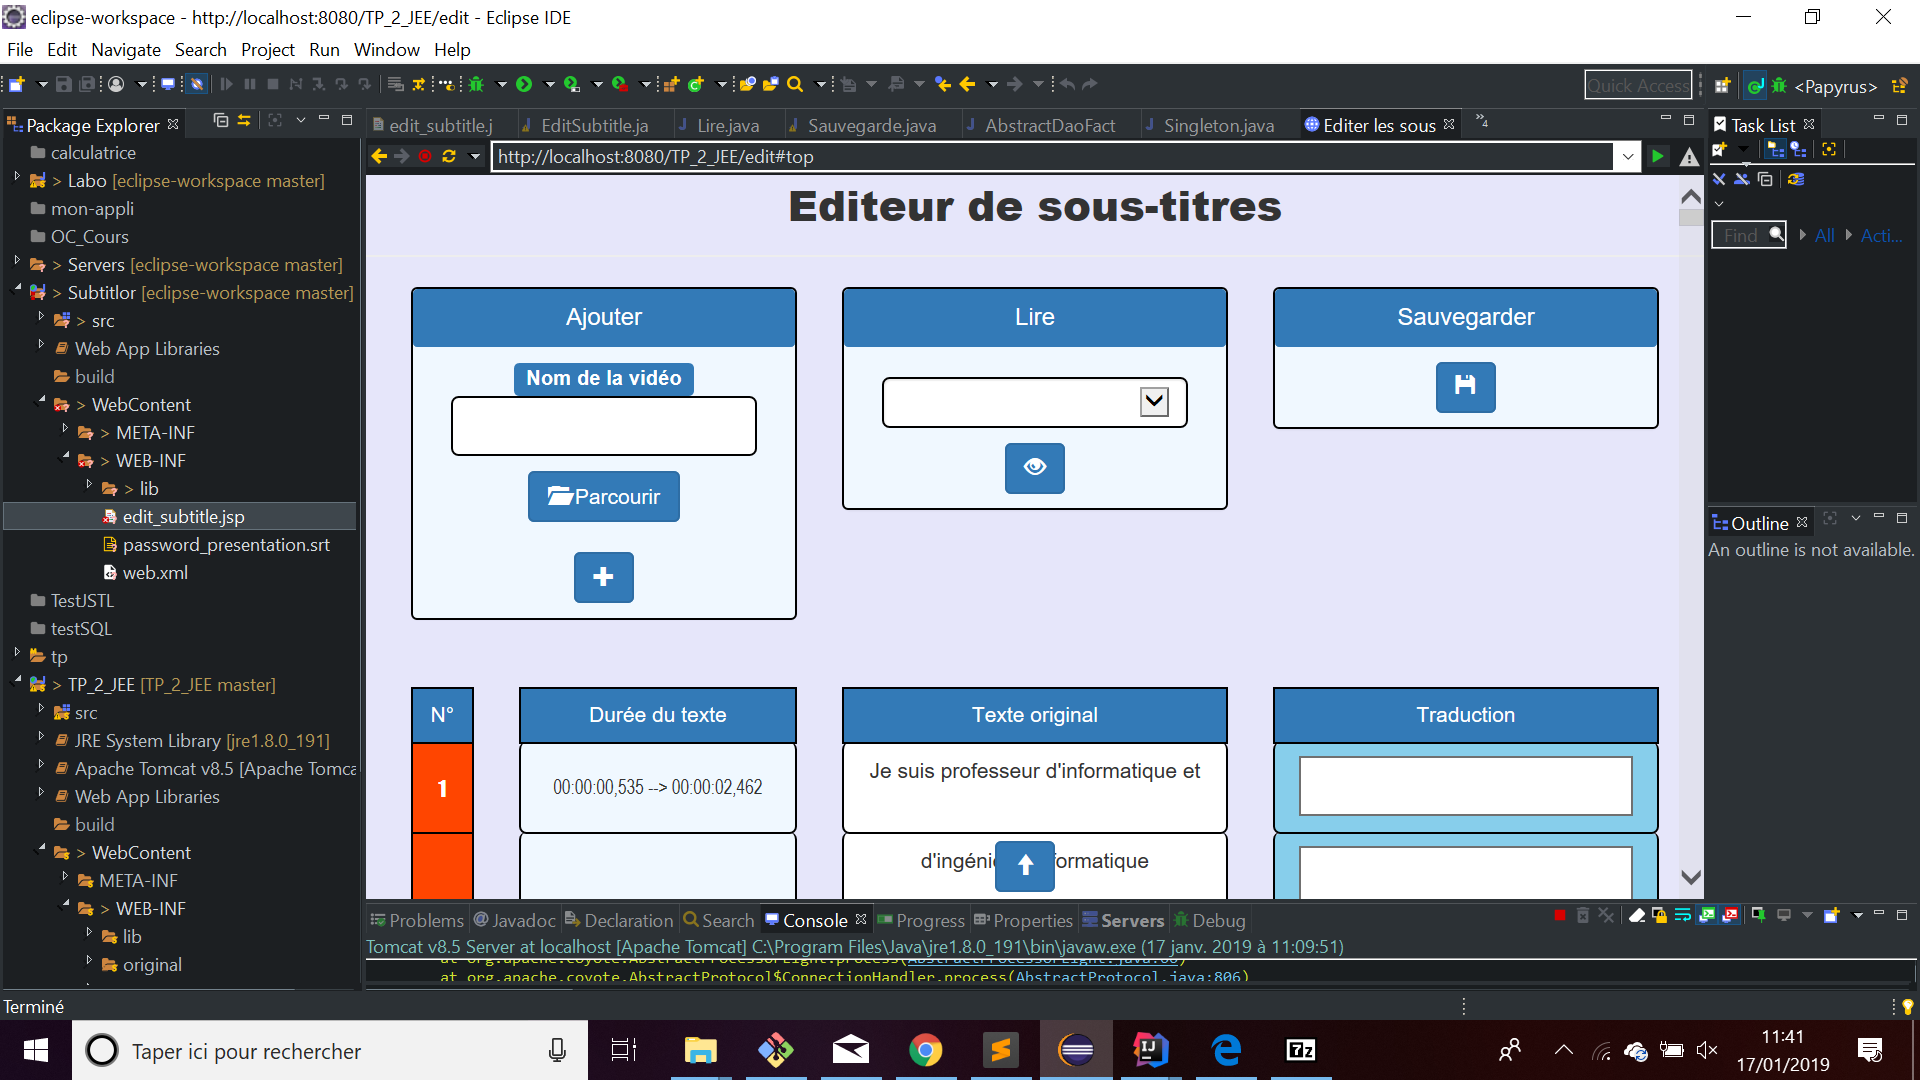 eclipse-workspace - http://localhost:8080/TP_2_JEE/edit - Eclipse IDE
File Edit Navigate Search Project Run Window Help
Quick Access
<Papyrus>
Package Explorer
edit_subtitle.j
EditSubtitle.ja
Lire.java
Sauvegarde.java
AbstractDaoFact
Singleton.java
Editer les sous
4
Task List
http://localhost:8080/TP_2_JEE/edit#top
Find
All
Acti...
calculatrice
> Labo [eclipse-workspace master]
mon-appli
OC_Cours
> Servers [eclipse-workspace master]
> Subtitlor [eclipse-workspace master]
> src
Web App Libraries
build
> WebContent
> META-INF
> WEB-INF
> lib
edit_subtitle.jsp
password_presentation.srt
web.xml
TestJSTL
testSQL
tp
> TP_2_JEE [TP_2_JEE master]
src
JRE System Library [jre1.8.0_191]
Apache Tomcat v8.5 [Apache Tomca
Web App Libraries
build
> WebContent
META-INF
> WEB-INF
lib
original
Editeur de sous-titres
Ajouter
Nom de la vidéo
Parcourir
Lire
Sauvegarder
N° Durée du texte Texte original Traduction
1 00:00:00,535 --> 00:00:02,462 Je suis professeur d'informatique et
Outline
An outline is not available.
Problems Javadoc Declaration Search Console Progress Properties Servers Debug
Tomcat v8.5 Server at localhost [Apache Tomcat] C:\Program Files\Java\jre1.8.0_191\bin\javaw.exe (17 janv. 2019 à 11:09:51)
at org.apache.coyote.AbstractProtocol$ConnectionHandler.process(AbstractProtocol.java:806)
Terminé
Taper ici pour rechercher
IJ
7z
11:41
17/01/2019